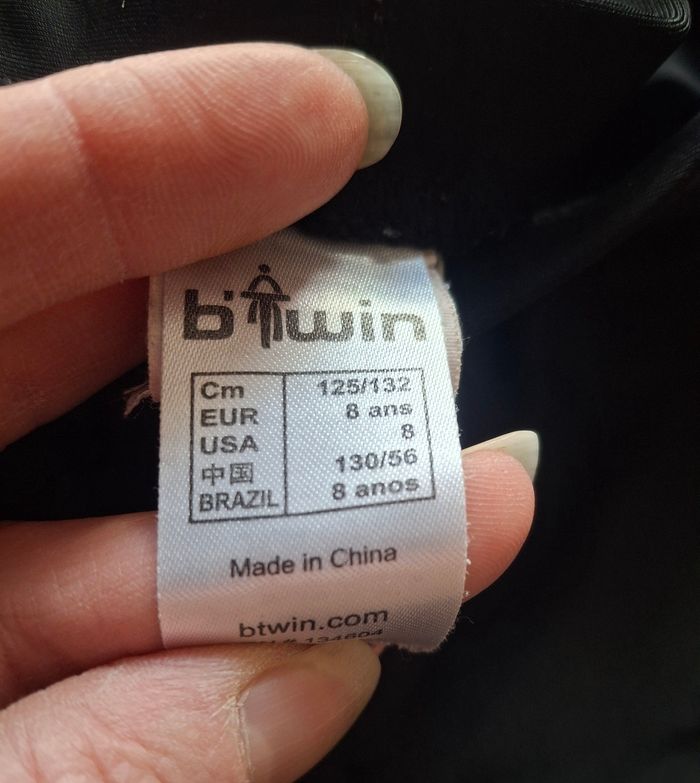 b'Twin
Cm 125/132
EUR 8 ans
USA 8
中国 130/56
BRAZIL 8 anos
Made in China
btwin.com
134604